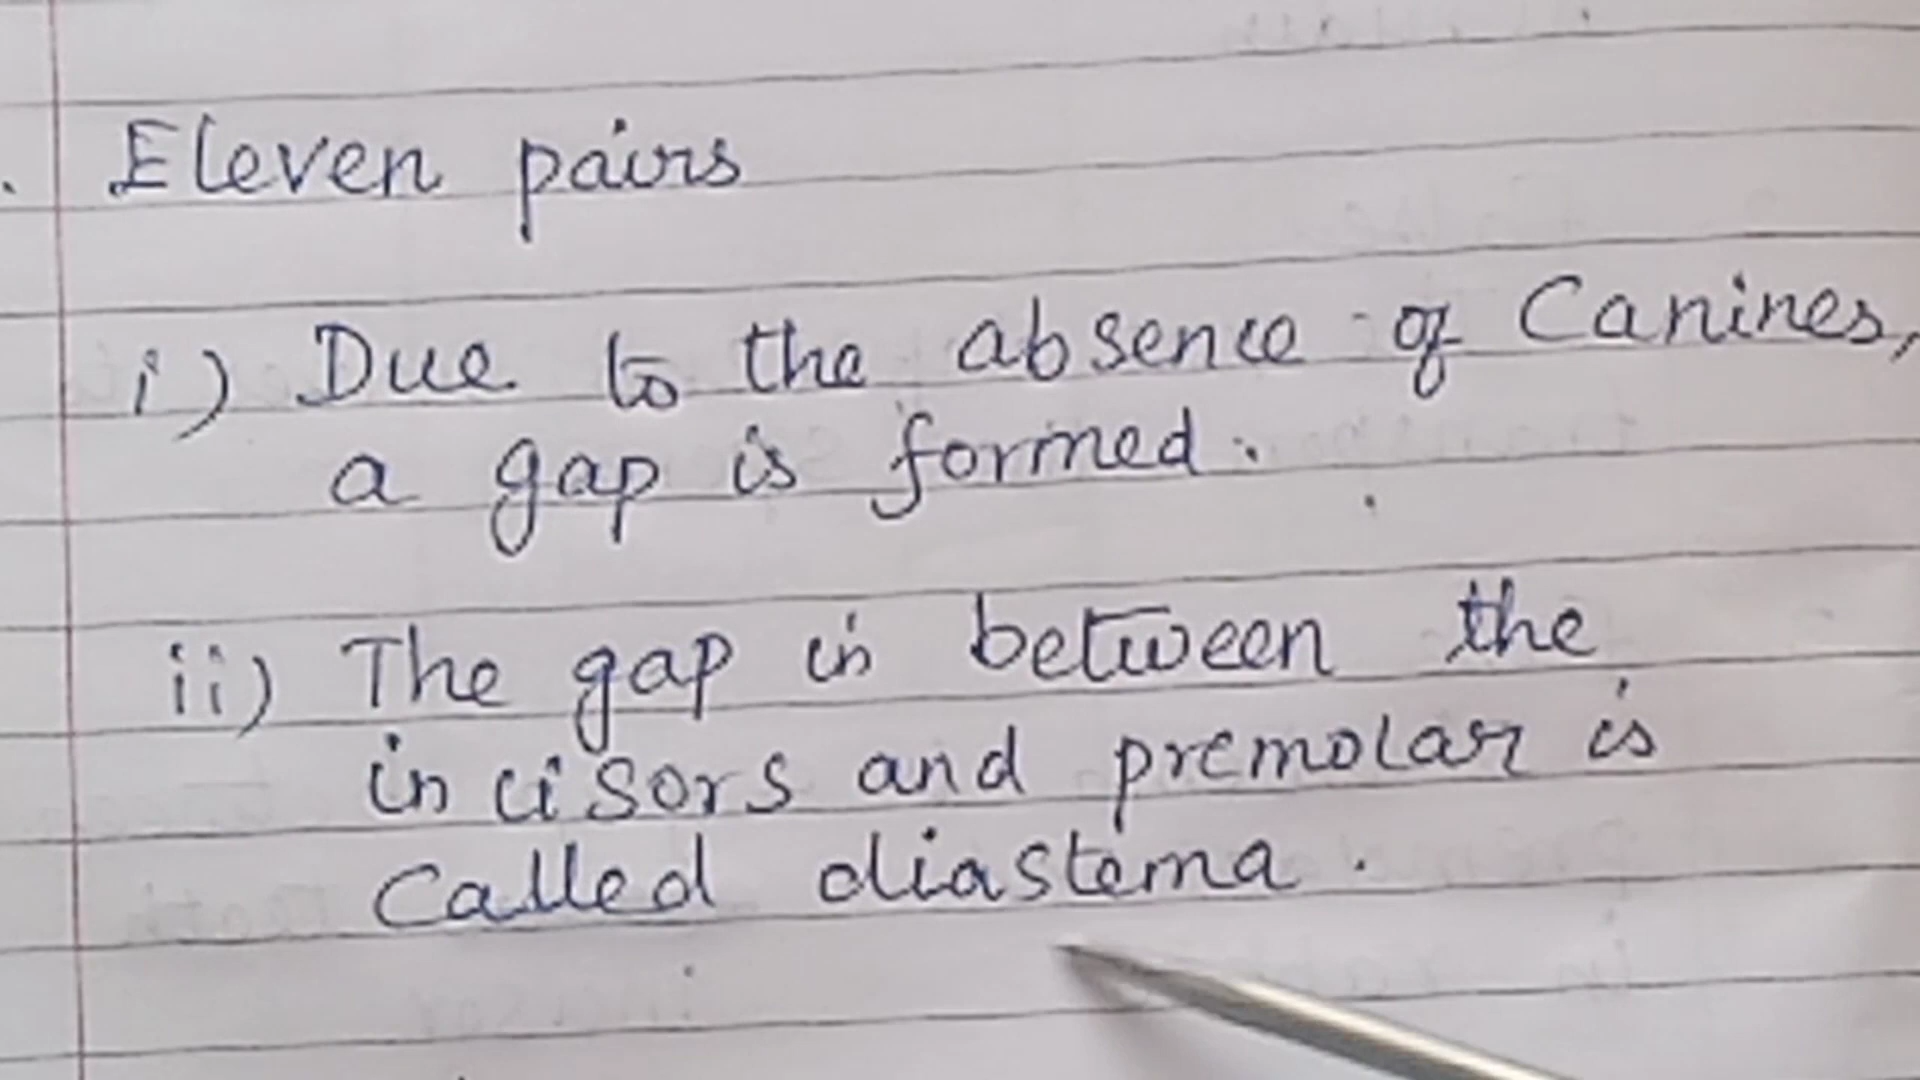 . Eleven pairs
i) Due to the absence of Canines,
a gap is formed.
ii) The gap in between the
incisors and premolar is
called diastema.